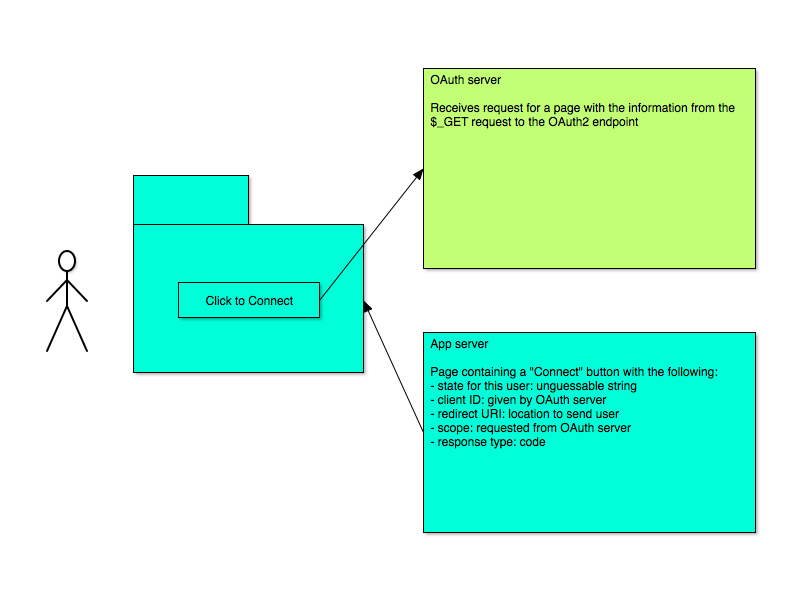 OAuth server
Receives request for a page with the information from the
$_GET request to the OAuth2 endpoint
Click to Connect
App server
Page containing a "Connect" button with the following:
- state for this user: unguessable string
- client ID: given by OAuth server
- redirect URI: location to send user
- scope: requested from OAuth server
- response type: code